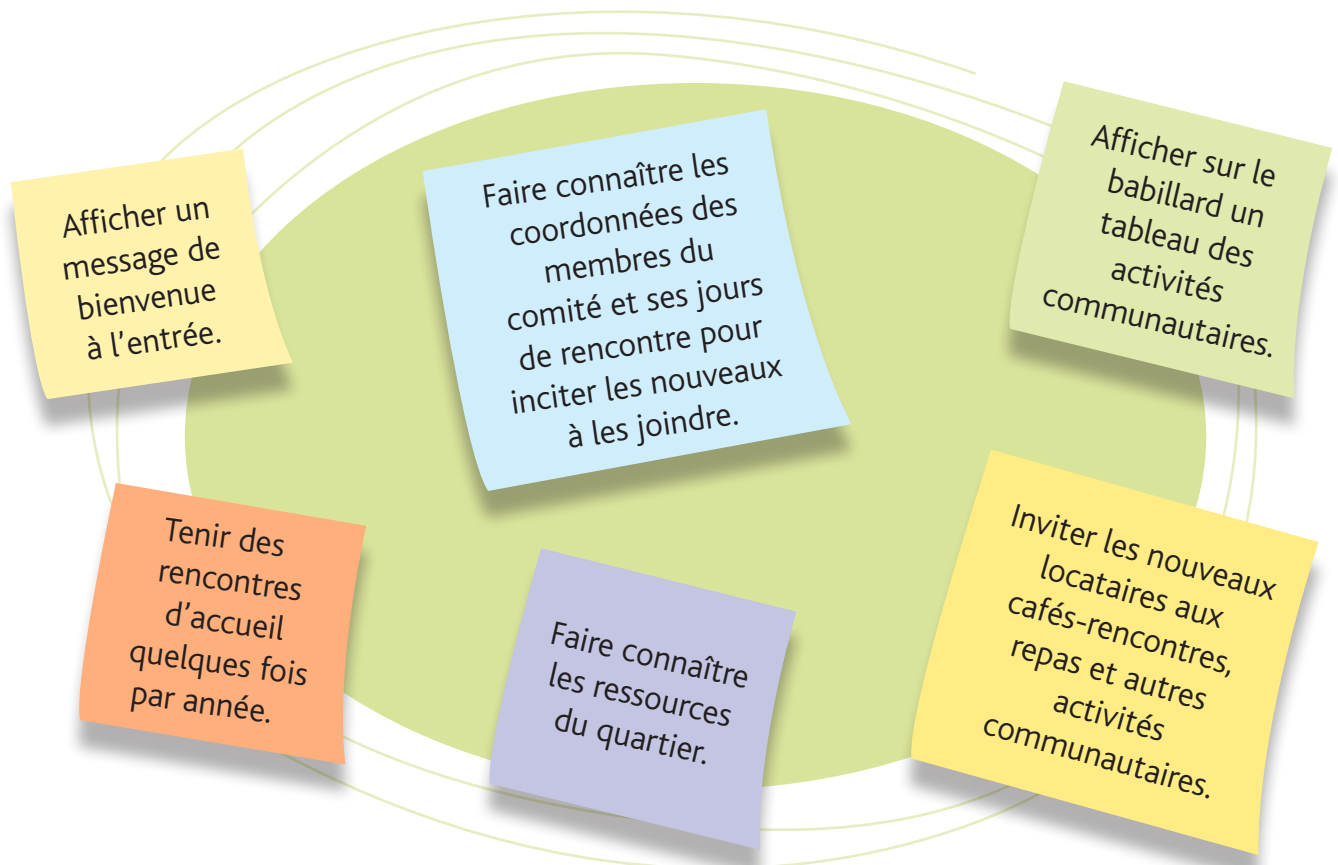 Afficher un
message de
bienvenue
à l'entrée.
Faire connaître les
coordonnées des
membres du
comité et ses jours
de rencontre pour
inciter les nouveaux
à les joindre.
Afficher sur le
babillard un
tableau des
activités
communautaires.
Tenir des
rencontres
d'accueil
quelques fois
par année.
Faire connaître
les ressources
du quartier.
Inviter les nouveaux
locataires aux
cafés-rencontres,
repas et autres
activités
communautaires.